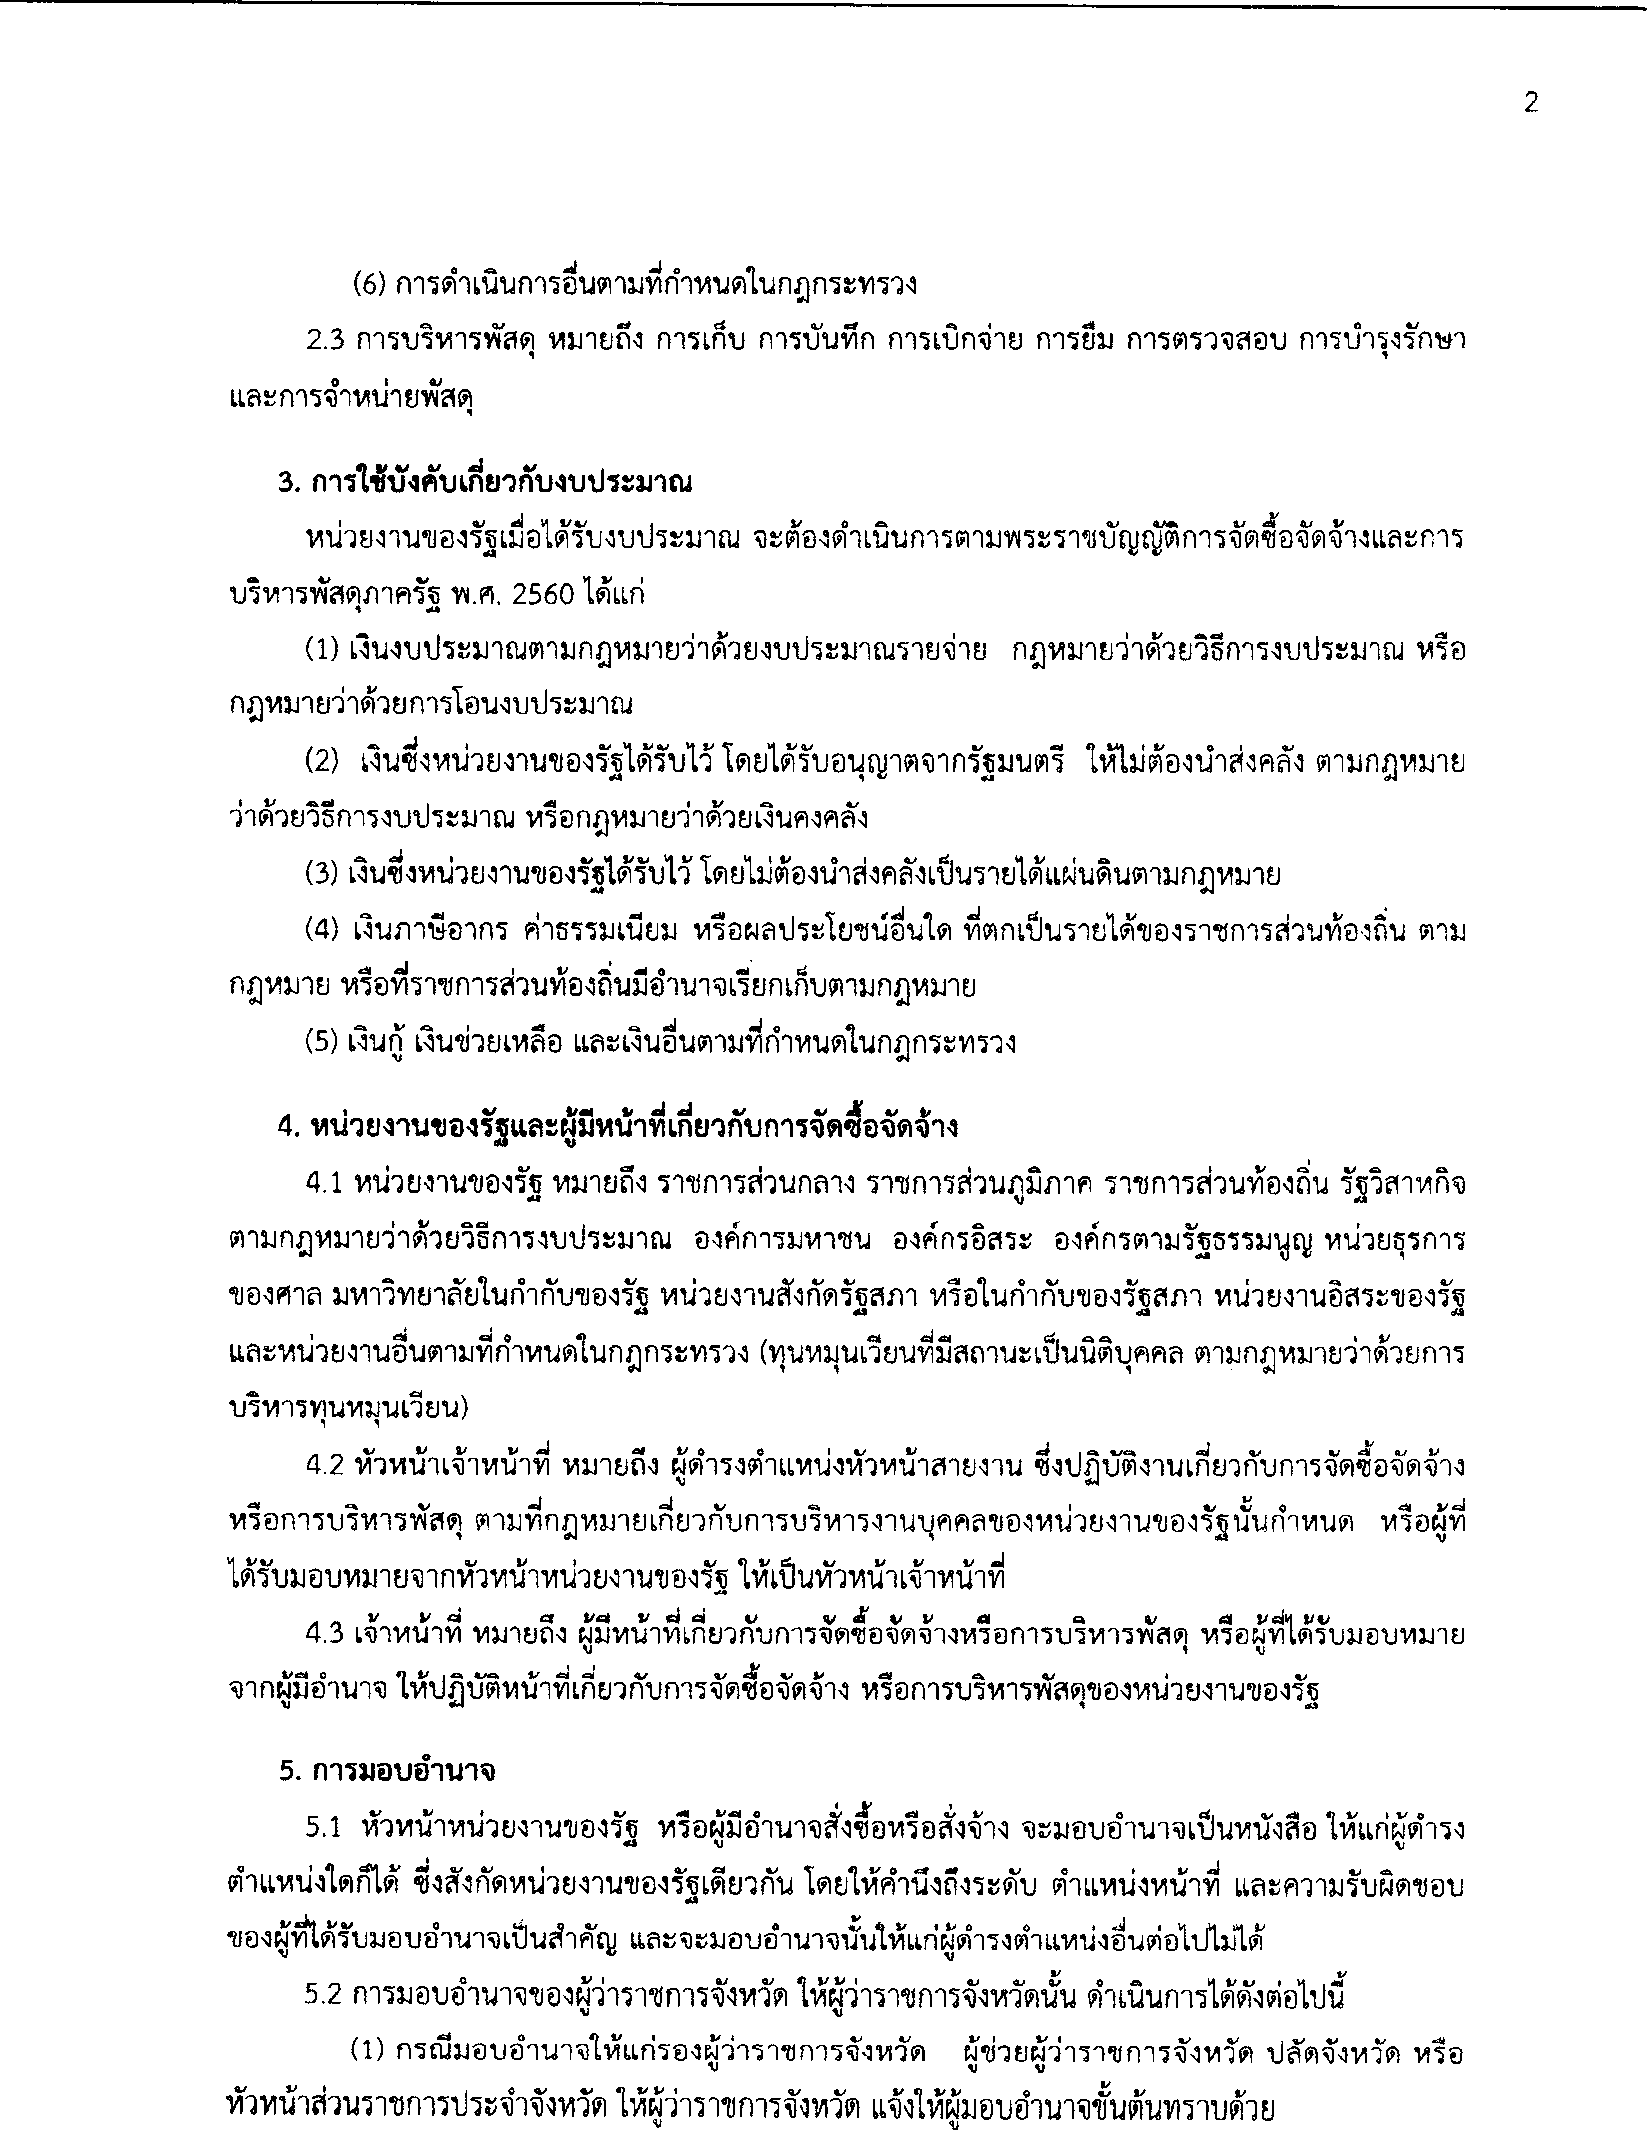 2
(6) การดำเนินการอื่นตามที่กำหนดในกฎกระทรวง
2.3 การบริหารพัสดุ หมายถึง การเก็บ การบันทึก การเบิกจ่าย การยืม การตรวจสอบ การบำรุงรักษา
และการจำหน่ายพัสดุ
3. การใช้บังคับเกี่ยวกับงบประมาณ
หน่วยงานของรัฐเมื่อได้รับงบประมาณ จะต้องดำเนินการตามพระราชบัญญัติการจัดซื้อจัดจ้างและการ
บริหารพัสดุภาครัฐ พ.ศ. 2560 ได้แก่
(1) เงินงบประมาณตามกฎหมายว่าด้วยงบประมาณรายจ่าย กฎหมายว่าด้วยวิธีการงบประมาณ หรือ
กฎหมายว่าด้วยการโอนงบประมาณ
(2) เงินซึ่งหน่วยงานของรัฐได้รับไว้ โดยได้รับอนุญาตจากรัฐมนตรี ให้ไม่ต้องนำส่งคลัง ตามกฎหมาย
ว่าด้วยวิธีการงบประมาณ หรือกฎหมายว่าด้วยเงินคงคลัง
(3) เงินซึ่งหน่วยงานของรัฐได้รับไว้ โดยไม่ต้องนำส่งคลังเป็นรายได้แผ่นดินตามกฎหมาย
(4) เงินภาษีอากร ค่าธรรมเนียม หรือผลประโยชน์อื่นใด ที่ตกเป็นรายได้ของราชการส่วนท้องถิ่น ตาม
กฎหมาย หรือที่ราชการส่วนท้องถิ่นมีอำนาจเรียกเก็บตามกฎหมาย
(5) เงินกู้ เงินช่วยเหลือ และเงินอื่นตามที่กำหนดในกฎกระทรวง
4. หน่วยงานของรัฐและผู้มีหน้าที่เกี่ยวกับการจัดซื้อจัดจ้าง
4.1 หน่วยงานของรัฐ หมายถึง ราชการส่วนกลาง ราชการส่วนภูมิภาค ราชการส่วนท้องถิ่น รัฐวิสาหกิจ
ตามกฎหมายว่าด้วยวิธีการงบประมาณ องค์การมหาชน องค์กรอิสระ องค์กรตามรัฐธรรมนูญ หน่วยธุรการ
ของศาล มหาวิทยาลัยในกำกับของรัฐ หน่วยงานสังกัดรัฐสภา หรือในกำกับของรัฐสภา หน่วยงานอิสระของรัฐ
และหน่วยงานอื่นตามที่กำหนดในกฎกระทรวง (ทุนหมุนเวียนที่มีสถานะเป็นนิติบุคคล ตามกฎหมายว่าด้วยการ
บริหารทุนหมุนเวียน)
4.2 หัวหน้าเจ้าหน้าที่ หมายถึง ผู้ดำรงตำแหน่งหัวหน้าสายงาน ซึ่งปฏิบัติงานเกี่ยวกับการจัดซื้อจัดจ้าง
หรือการบริหารพัสดุ ตามที่กฎหมายเกี่ยวกับการบริหารงานบุคคลของหน่วยงานของรัฐนั้นกำหนด หรือผู้ที่
ได้รับมอบหมายจากหัวหน้าหน่วยงานของรัฐ ให้เป็นหัวหน้าเจ้าหน้าที่
4.3 เจ้าหน้าที่ หมายถึง ผู้มีหน้าที่เกี่ยวกับการจัดซื้อจัดจ้างหรือการบริหารพัสดุ หรือผู้ที่ได้รับมอบหมาย
จากผู้มีอำนาจ ให้ปฏิบัติหน้าที่เกี่ยวกับการจัดซื้อจัดจ้าง หรือการบริหารพัสดุของหน่วยงานของรัฐ
5. การมอบอำนาจ
5.1 หัวหน้าหน่วยงานของรัฐ หรือผู้มีอำนาจสั่งซื้อหรือสั่งจ้าง จะมอบอำนาจเป็นหนังสือ ให้แก่ผู้ดำรง
ตำแหน่งใดก็ได้ ซึ่งสังกัดหน่วยงานของรัฐเดียวกัน โดยให้คำนึงถึงระดับ ตำแหน่งหน้าที่ และความรับผิดชอบ
ของผู้ที่ได้รับมอบอำนาจเป็นสำคัญ และจะมอบอำนาจนั้นให้แก่ผู้ดำรงตำแหน่งอื่นต่อไปไม่ได้
5.2 การมอบอำนาจของผู้ว่าราชการจังหวัด ให้ผู้ว่าราชการจังหวัดนั้น ดำเนินการได้ดังต่อไปนี้
(1) กรณีมอบอำนาจให้แก่รองผู้ว่าราชการจังหวัด ผู้ช่วยผู้ว่าราชการจังหวัด ปลัดจังหวัด หรือ
หัวหน้าส่วนราชการประจำจังหวัด ให้ผู้ว่าราชการจังหวัด แจ้งให้ผู้มอบอำนาจชั้นต้นทราบด้วย